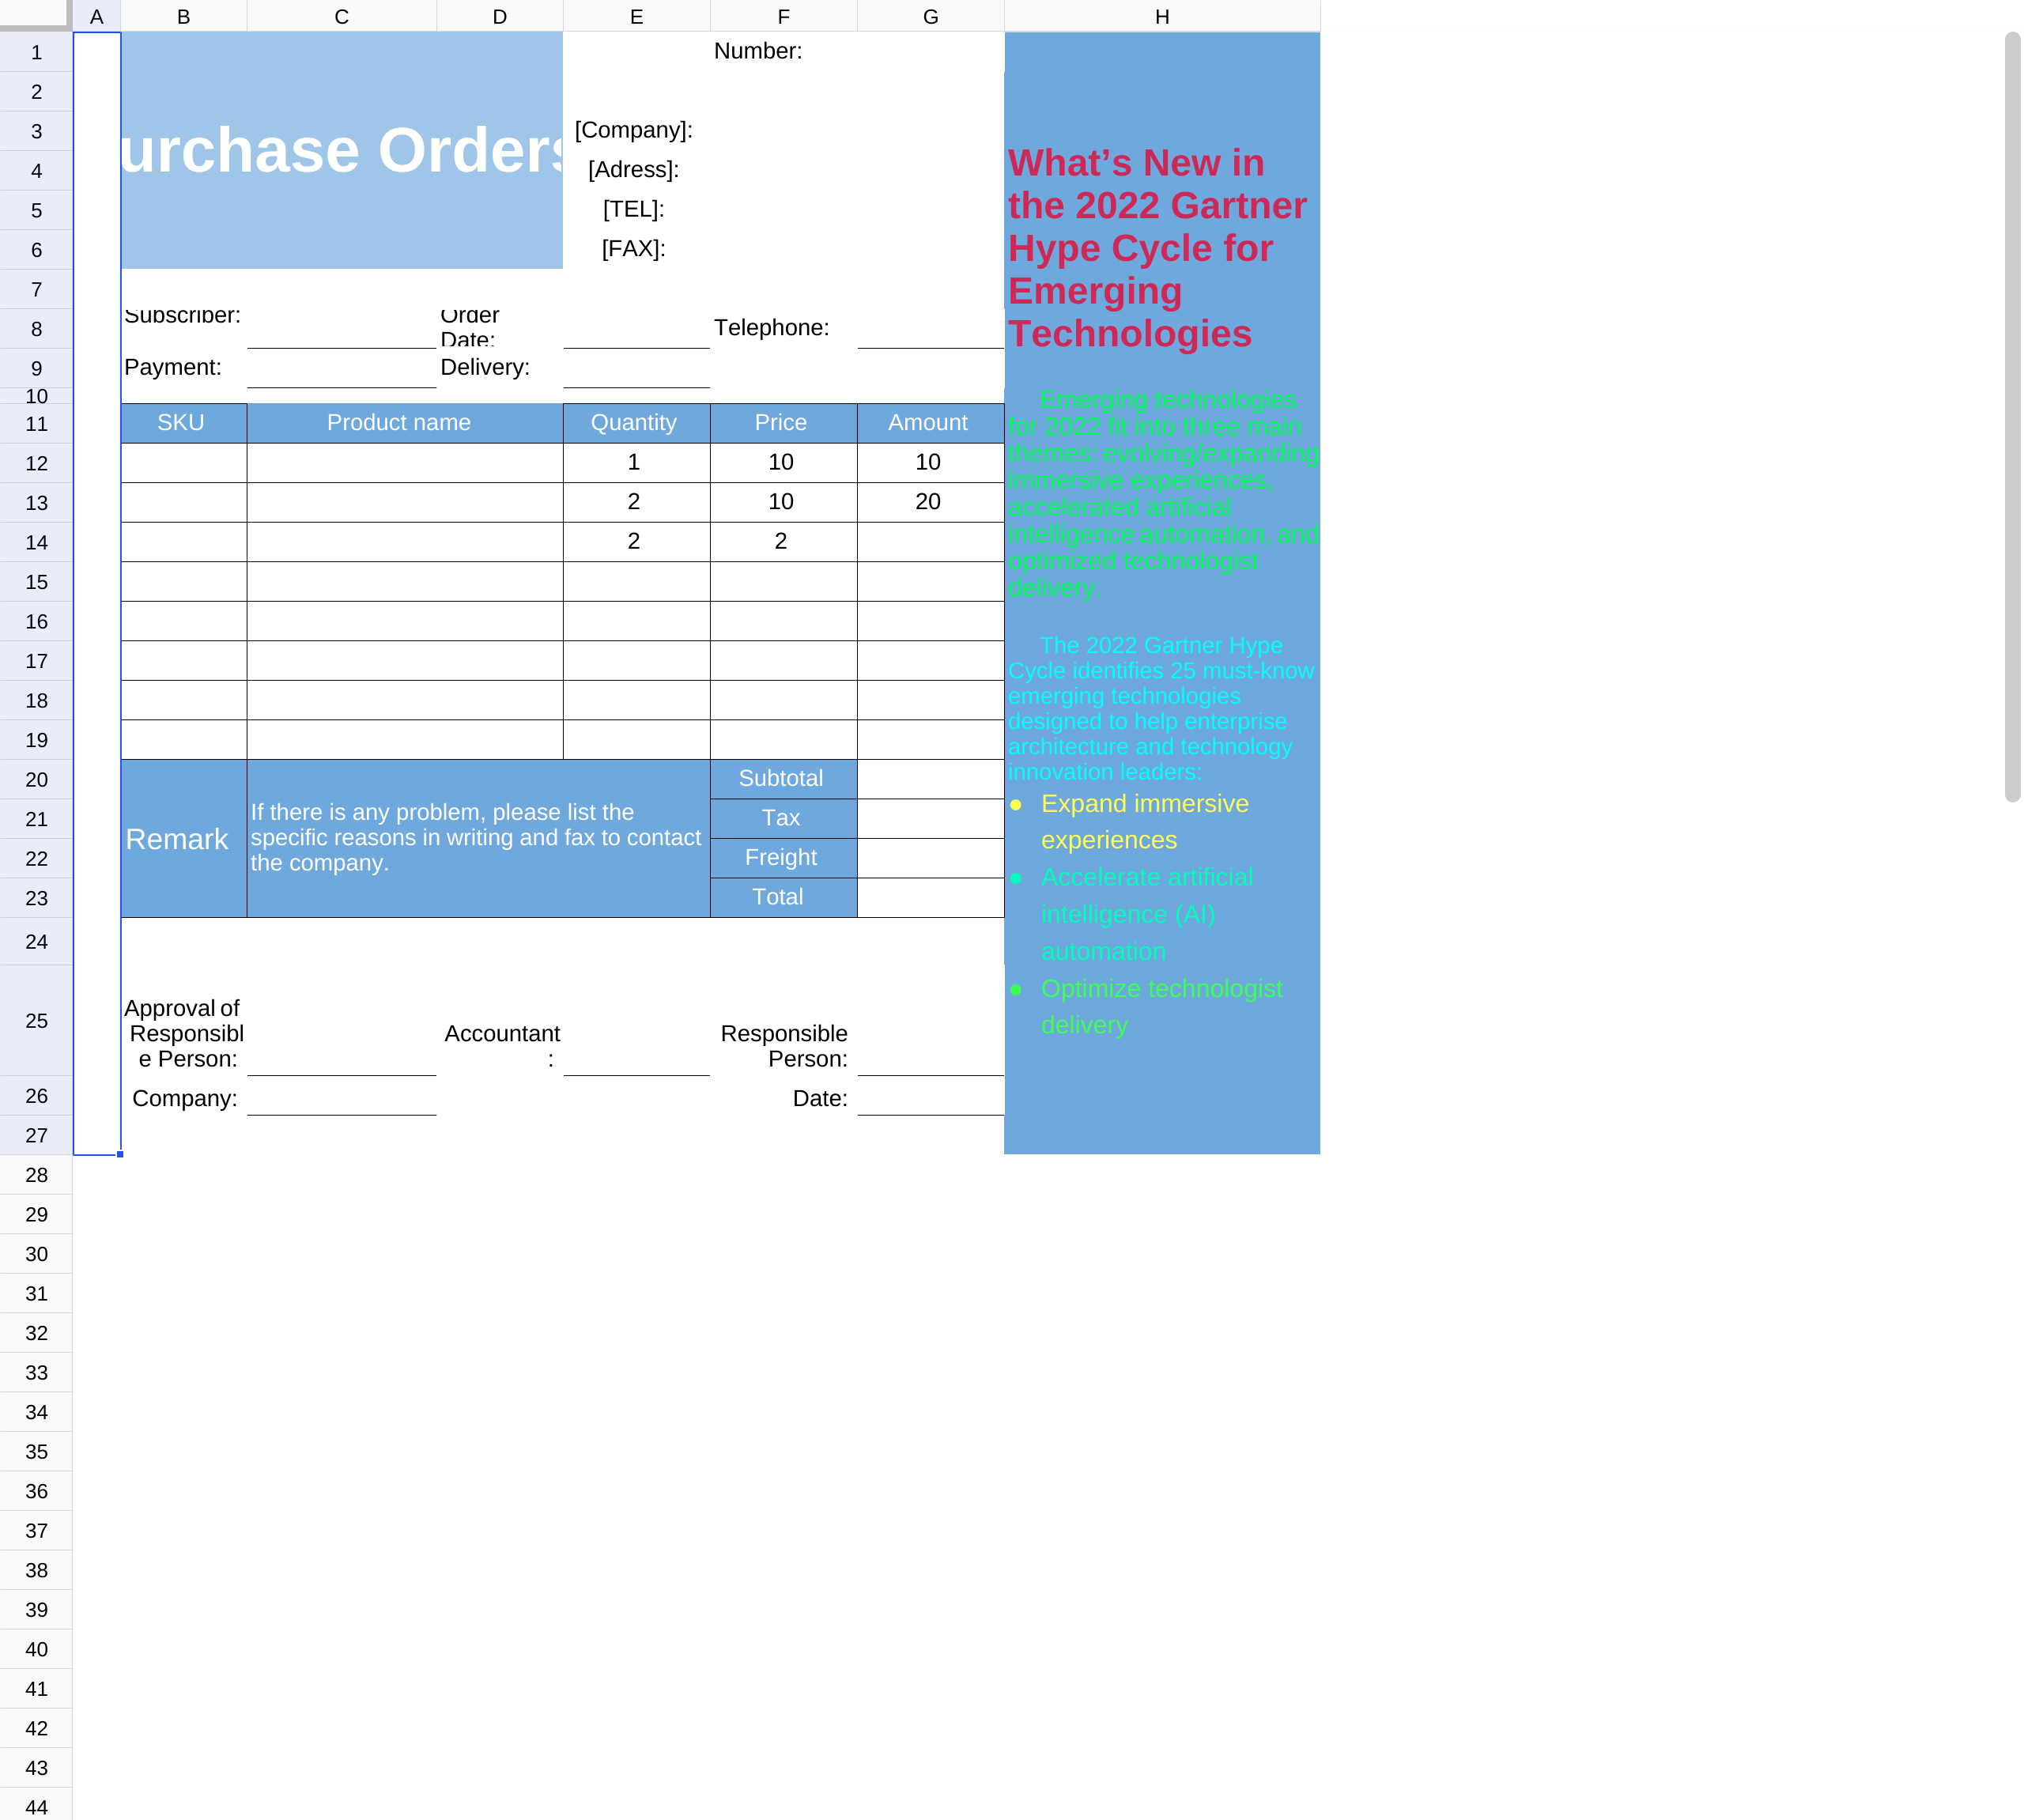 A B C D E F G H
1 Number:
2
3 [Company]:
urchase Orders
4 [Adress]:
5 [TEL]:
6 [FAX]:
7
8 Subscriber: Order Telephone:
Date:
9 Payment: Delivery:
10
11 SKU Product name Quantity Price Amount
12 1 10 10
13 2 10 20
14 2 2
15
16
17
18
19
20 Subtotal
21 Tax
22 Freight
23 Total
Remark
If there is any problem, please list the
specific reasons in writing and fax to contact
the company.
24
25
Approval of
Responsibl
e Person:
Accountant
:
Responsible
Person:
26 Company: Date:
27
What’s New in
the 2022 Gartner
Hype Cycle for
Emerging
Technologies
Emerging technologies
for 2022 fit into three main
themes: evolving/expanding
immersive experiences,
accelerated artificial
intelligence automation, and
optimized technologist
delivery.
The 2022 Gartner Hype
Cycle identifies 25 must-know
emerging technologies
designed to help enterprise
architecture and technology
innovation leaders:
● Expand immersive
experiences
● Accelerate artificial
intelligence (AI)
automation
● Optimize technologist
delivery
28
29
30
31
32
33
34
35
36
37
38
39
40
41
42
43
44